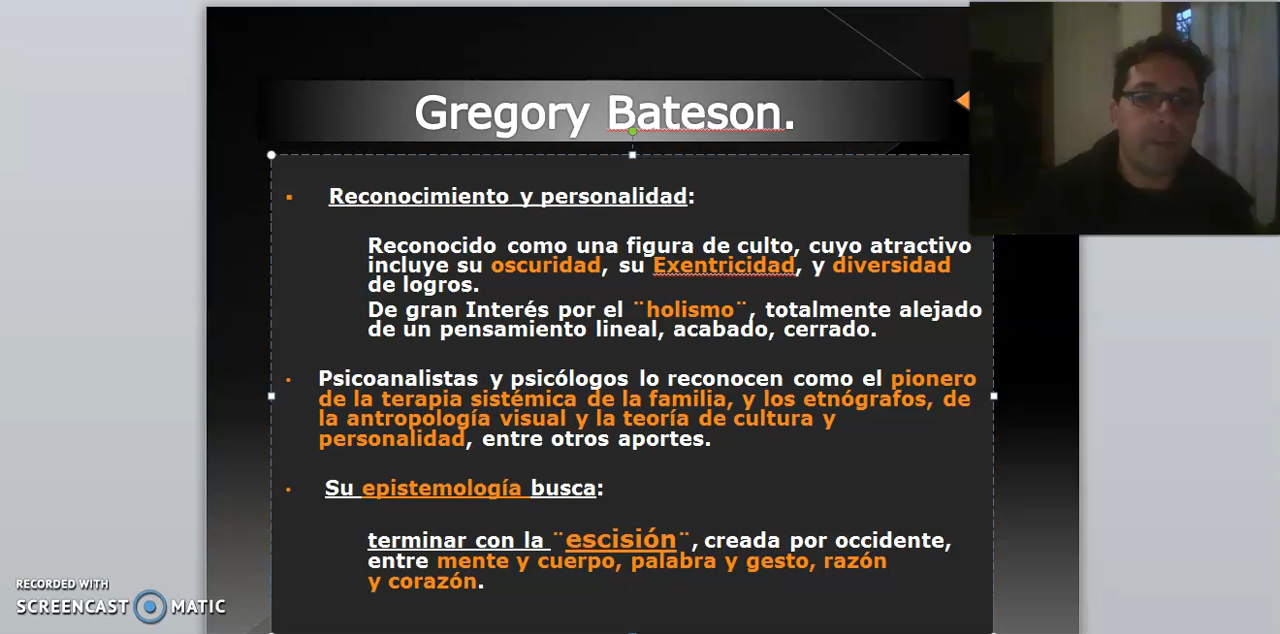 Gregory Bateson.
Reconocimiento y personalidad:
Reconocido como una figura de culto, cuyo atractivo
incluye su oscuridad, su Exentricidad, y diversidad
de logros.
De gran Interés por el ¨holismo¨, totalmente alejado
de un pensamiento lineal, acabado, cerrado.
Psicoanalistas y psicólogos lo reconocen como el pionero
de la terapia sistémica de la familia, y los etnógrafos, de
la antropología visual y la teoría de cultura y
personalidad, entre otros aportes.
Su epistemología busca:
terminar con la ¨escisión¨, creada por occidente,
entre mente y cuerpo, palabra y gesto, razón
y corazón.
RECORDED WITH
SCREENCAST MATIC